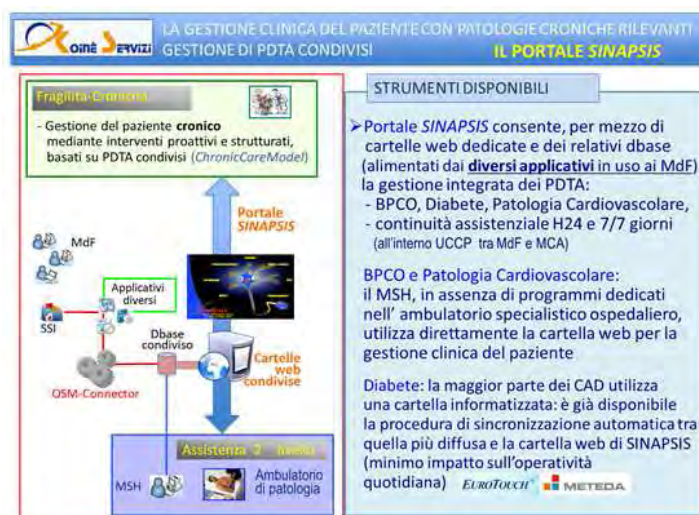 Koinè Servizi
LA GESTIONE CLINICA DEL PAZIENTE CON PATOLOGIE CRONICHE RILEVANTI
GESTIONE DI PDTA CONDIVISI
IL PORTALE SINAPSIS
Fragilità-Cronicità
- Gestione del paziente cronico
mediante interventi proattivi e strutturati,
basati su PDTA condivisi (ChronicCareModel)
Portale
SINAPSIS
MdF
Applicativi
diversi
SSI
Dbase
condiviso
OSM-Connector
Cartelle
web
condivise
Assistenza 2° livello
MSH
Ambulatorio
di patologia
STRUMENTI DISPONIBILI
➢Portale SINAPSIS consente, per mezzo di
cartelle web dedicate e dei relativi dbase
(alimentati dai diversi applicativi in uso ai MdF)
la gestione integrata dei PDTA:
- BPCO, Diabete, Patologia Cardiovascolare,
- continuità assistenziale H24 e 7/7 giorni
(all'interno UCCP tra MdF e MCA)
BPCO e Patologia Cardiovascolare:
il MSH, in assenza di programmi dedicati
nell' ambulatorio specialistico ospedaliero,
utilizza direttamente la cartella web per la
gestione clinica del paziente
Diabete: la maggior parte dei CAD utilizza
una cartella informatizzata: è già disponibile
la procedura di sincronizzazione automatica tra
quella più diffusa e la cartella web di SINAPSIS
(minimo impatto sull'operatività
quotidiana) EUROTOUCH® METEDA